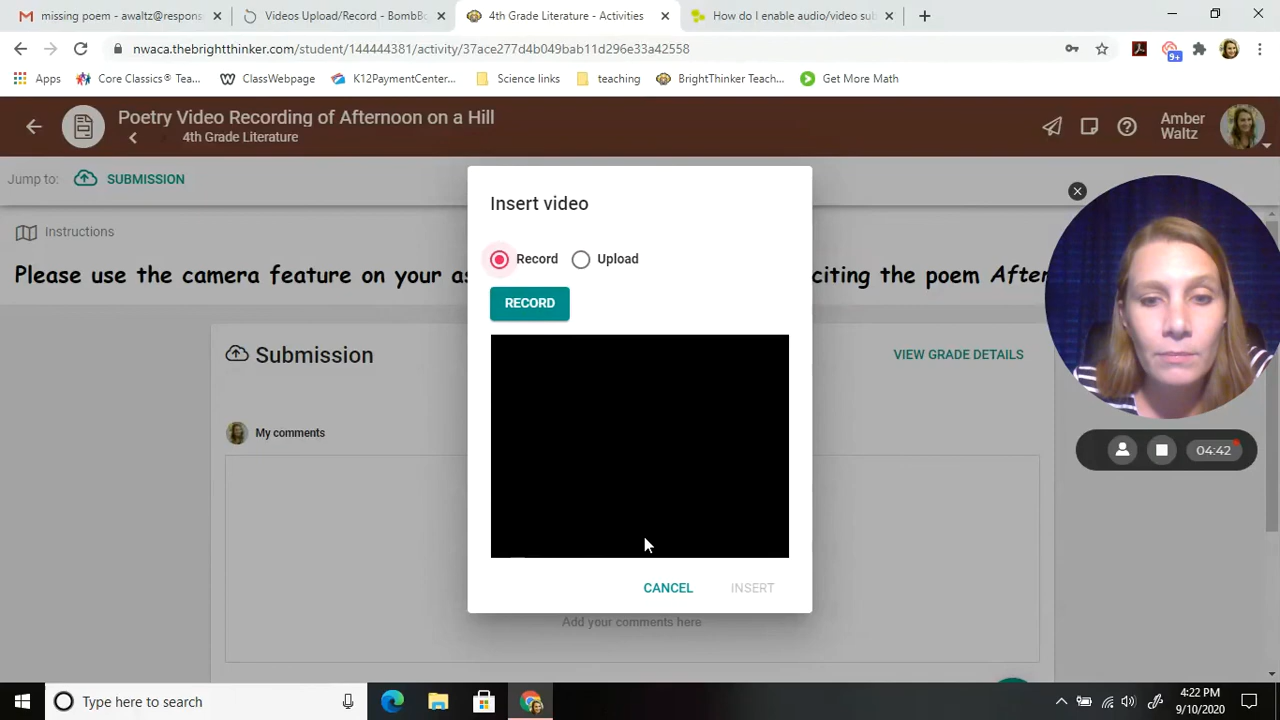 missing poem - awaltz@respons
Videos Upload/Record - BombBo
4th Grade Literature - Activities
How do I enable audio/video sub
nwaca.thebrightthinker.com/student/144444381/activity/37ace277d4b049bab11d296e33a42558
9+
Apps
Core Classics® Tea...
ClassWebpage
K12PaymentCenter...
Science links
teaching
BrightThinker Teach...
Get More Math
Poetry Video Recording of Afternoon on a Hill
4th Grade Literature
Amber
Waltz
Jump to: SUBMISSION
Instructions
Please use the camera feature on your as
citing the poem After
Insert video
Record Upload
RECORD
CANCEL INSERT
Submission
VIEW GRADE DETAILS
My comments
Add your comments here
04:42
Type here to search
4:22 PM
9/10/2020